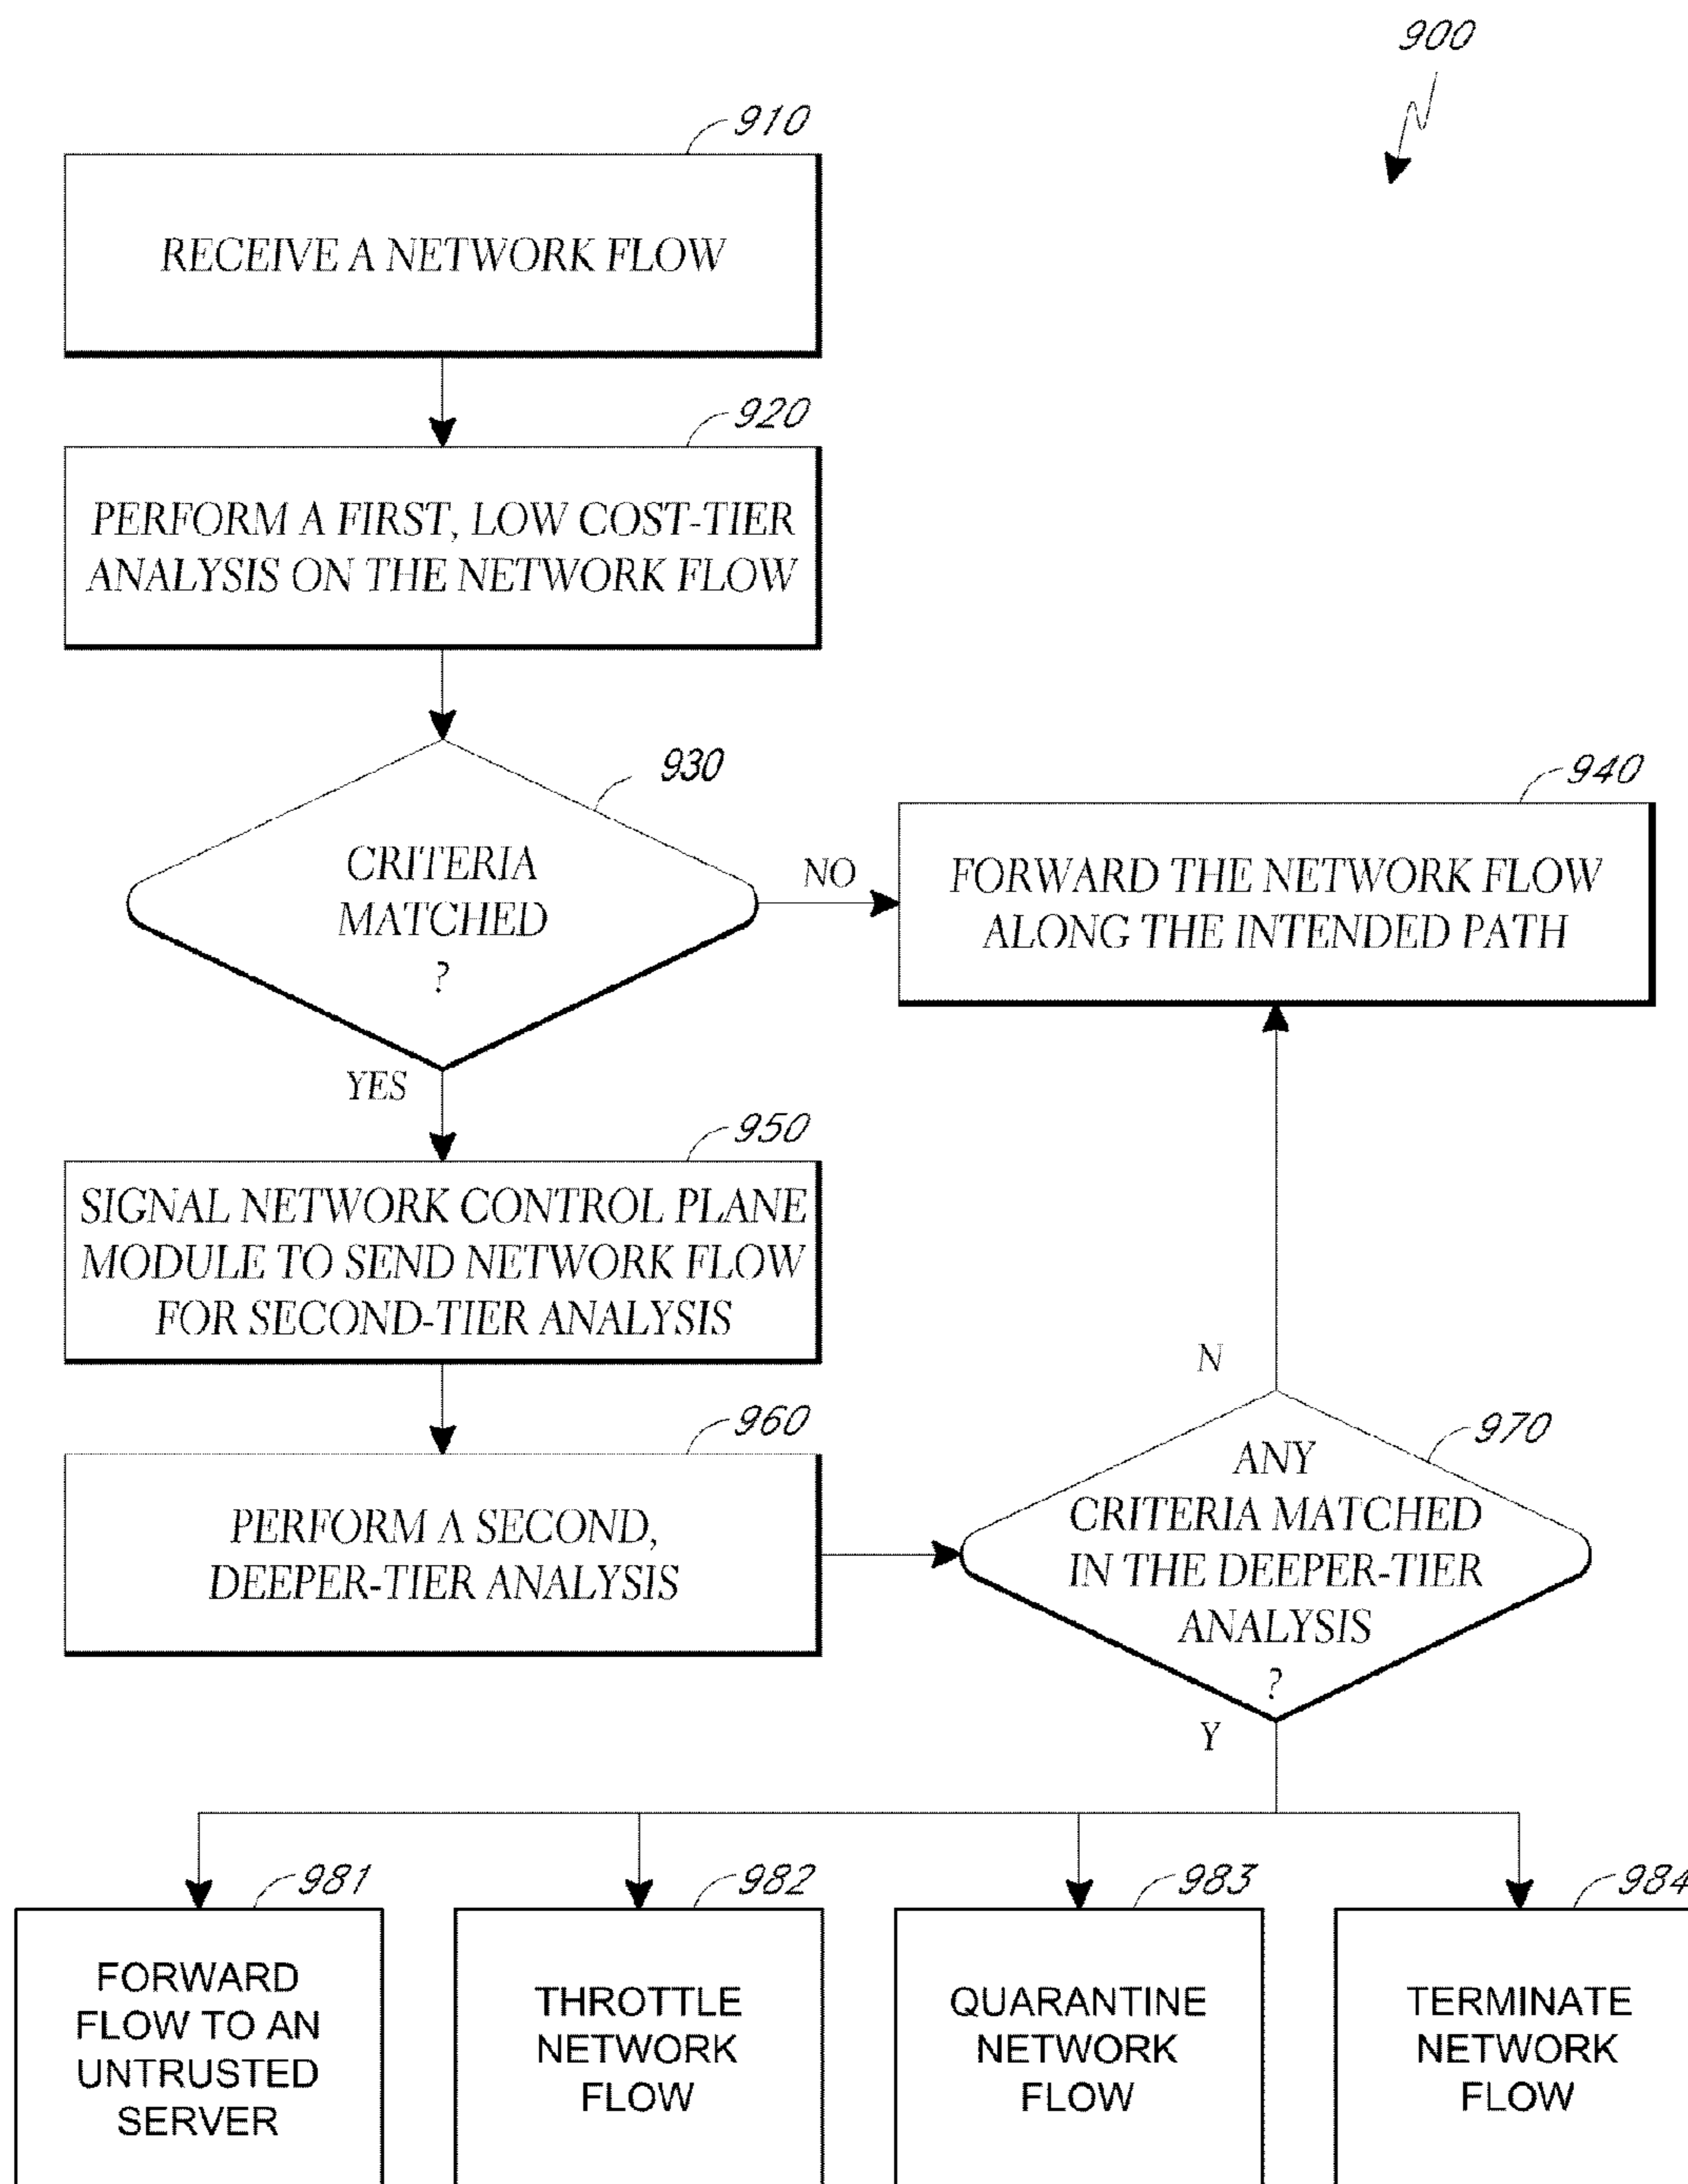 900
910
RECEIVE A NETWORK FLOW
920
PERFORM A FIRST, LOW COST-TIER
ANALYSIS ON THE NETWORK FLOW
930
CRITERIA
MATCHED
?
NO
940
FORWARD THE NETWORK FLOW
ALONG THE INTENDED PATH
YES
950
SIGNAL NETWORK CONTROL PLANE
MODULE TO SEND NETWORK FLOW
FOR SECOND-TIER ANALYSIS
960
PERFORM A SECOND,
DEEPER-TIER ANALYSIS
N
970
ANY
CRITERIA MATCHED
IN THE DEEPER-TIER
ANALYSIS
?
Y
981
FORWARD
FLOW TO AN
UNTRUSTED
SERVER
982
THROTTLE
NETWORK
FLOW
983
QUARANTINE
NETWORK
FLOW
984
TERMINATE
NETWORK
FLOW